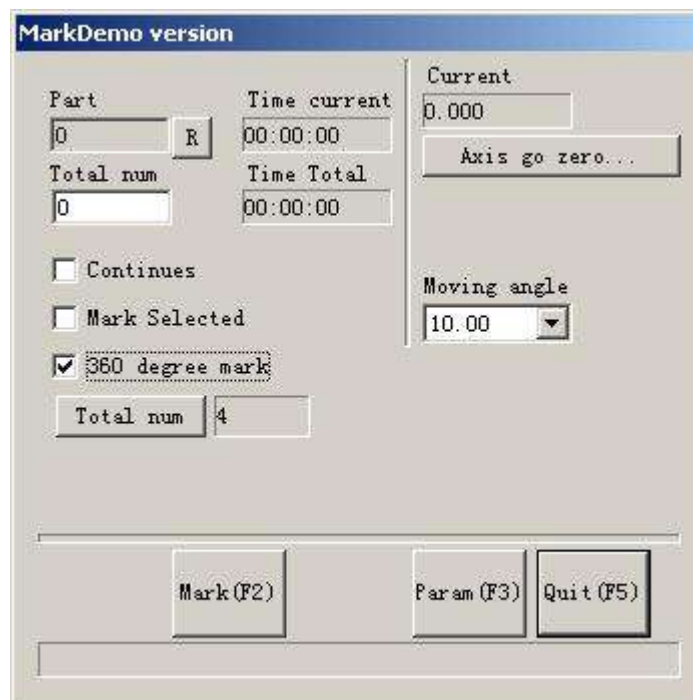 MarkDemo version
Part
Time current
0
R
00:00:00
Total num
Time Total
0
00:00:00
Continues
Mark Selected
360 degree mark
Total num
4
Current
0.000
Axis go zero...
Moving angle
10.00
Mark(F2)
Param(F3)
Quit(F5)